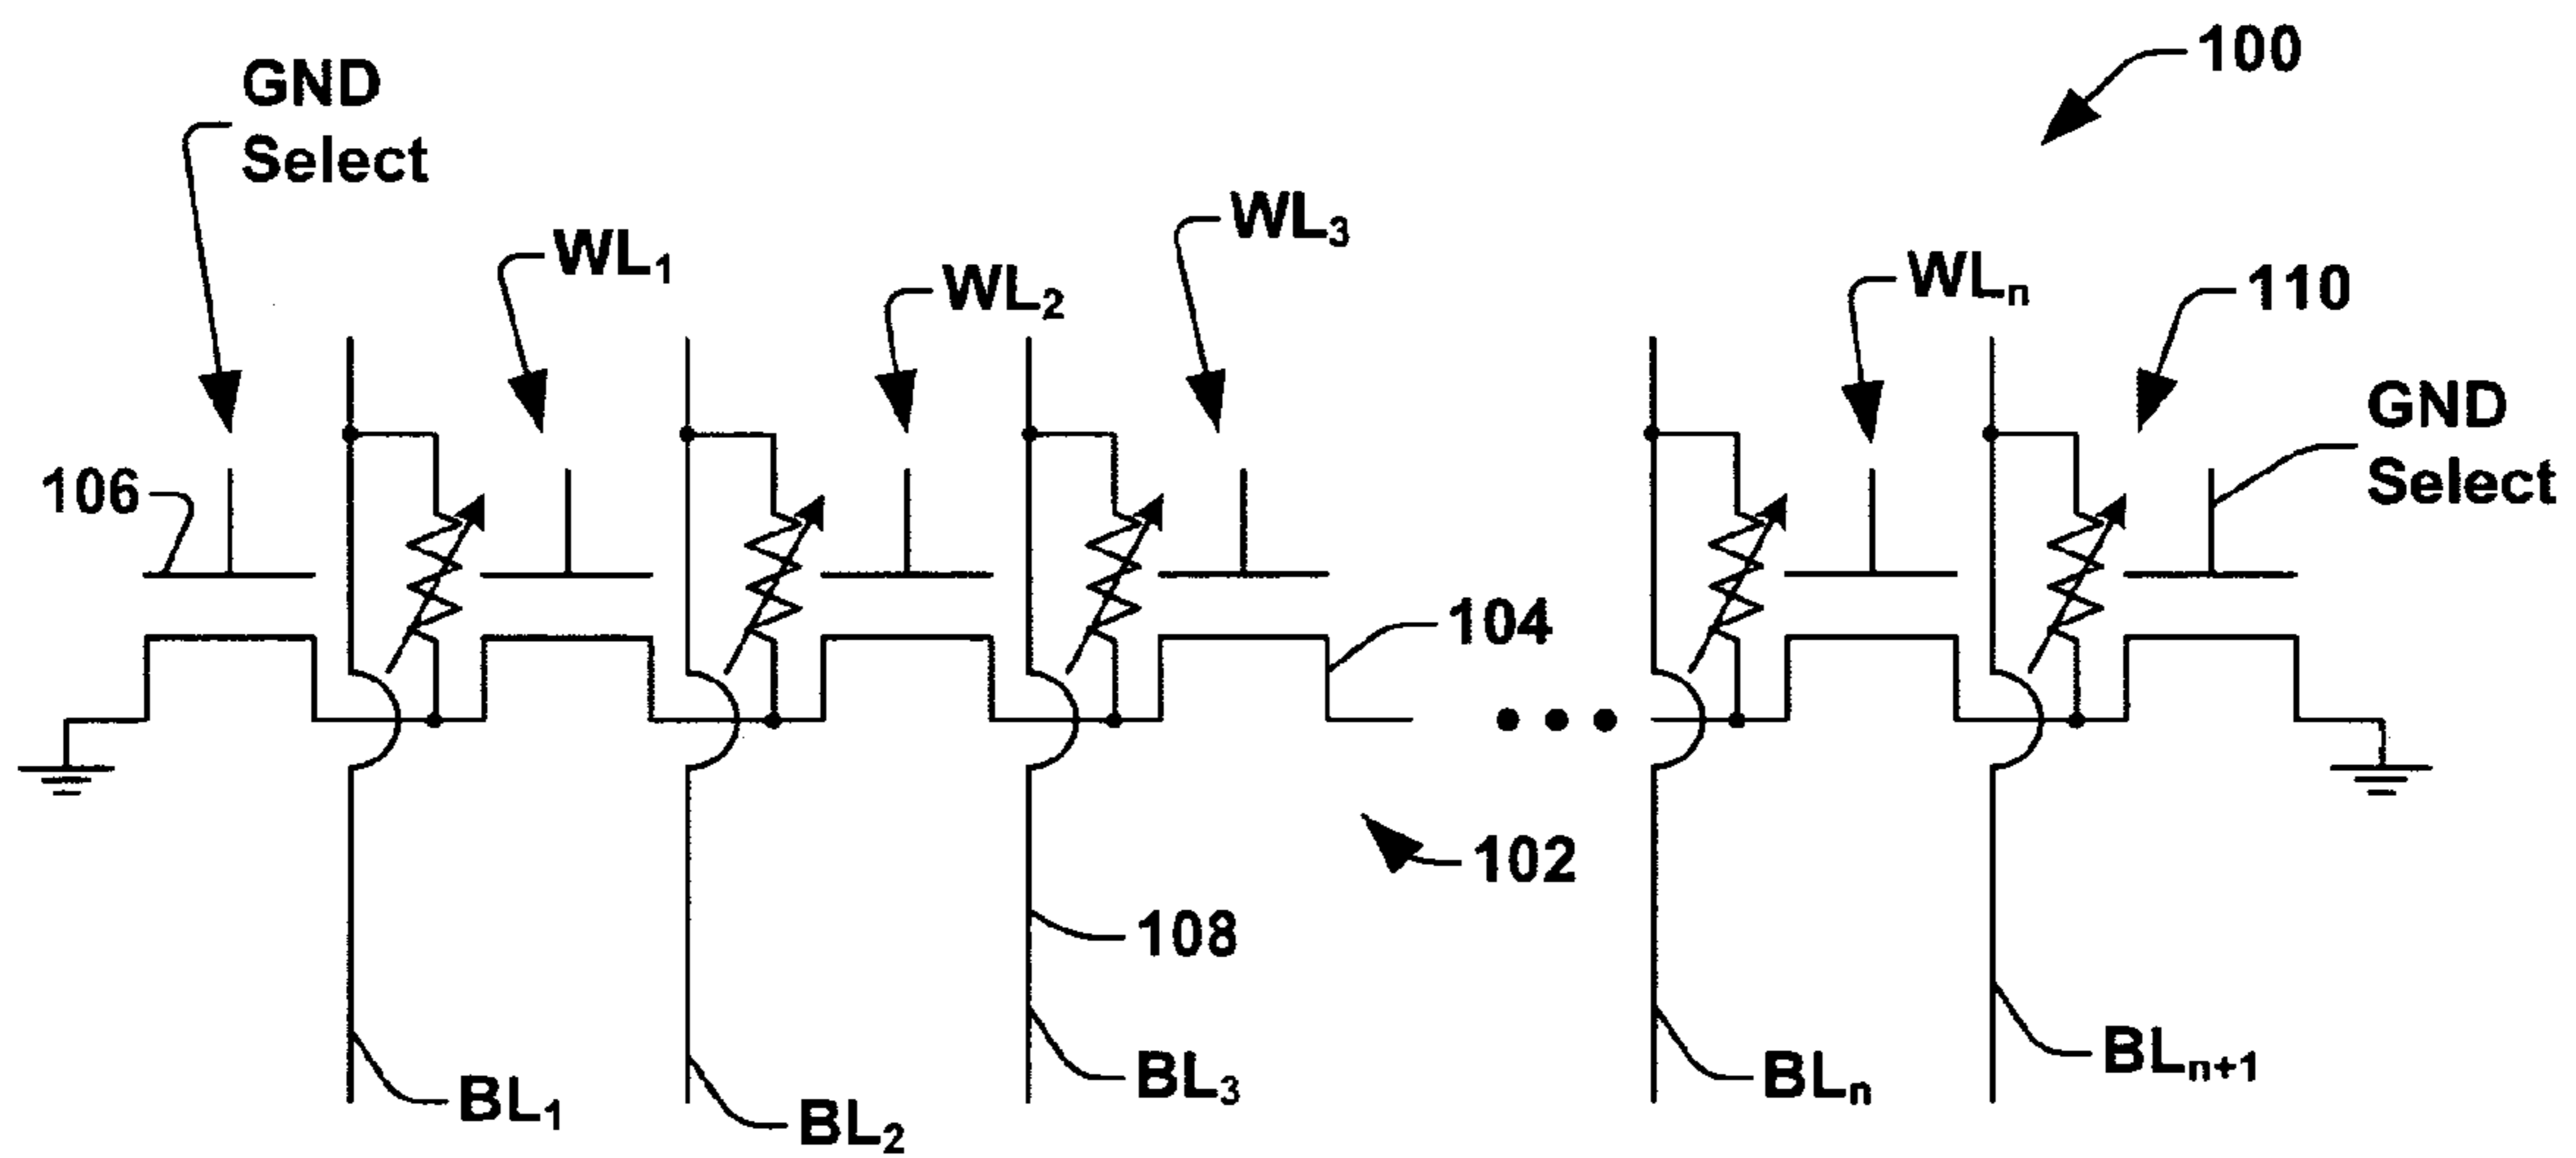 100
GND
Select
WL₃
WL₁
WL₂
WLₙ
110
GND
Select
106
104
102
108
BL₁
BL₂
BL₃
BLₙ
BLₙ₊₁